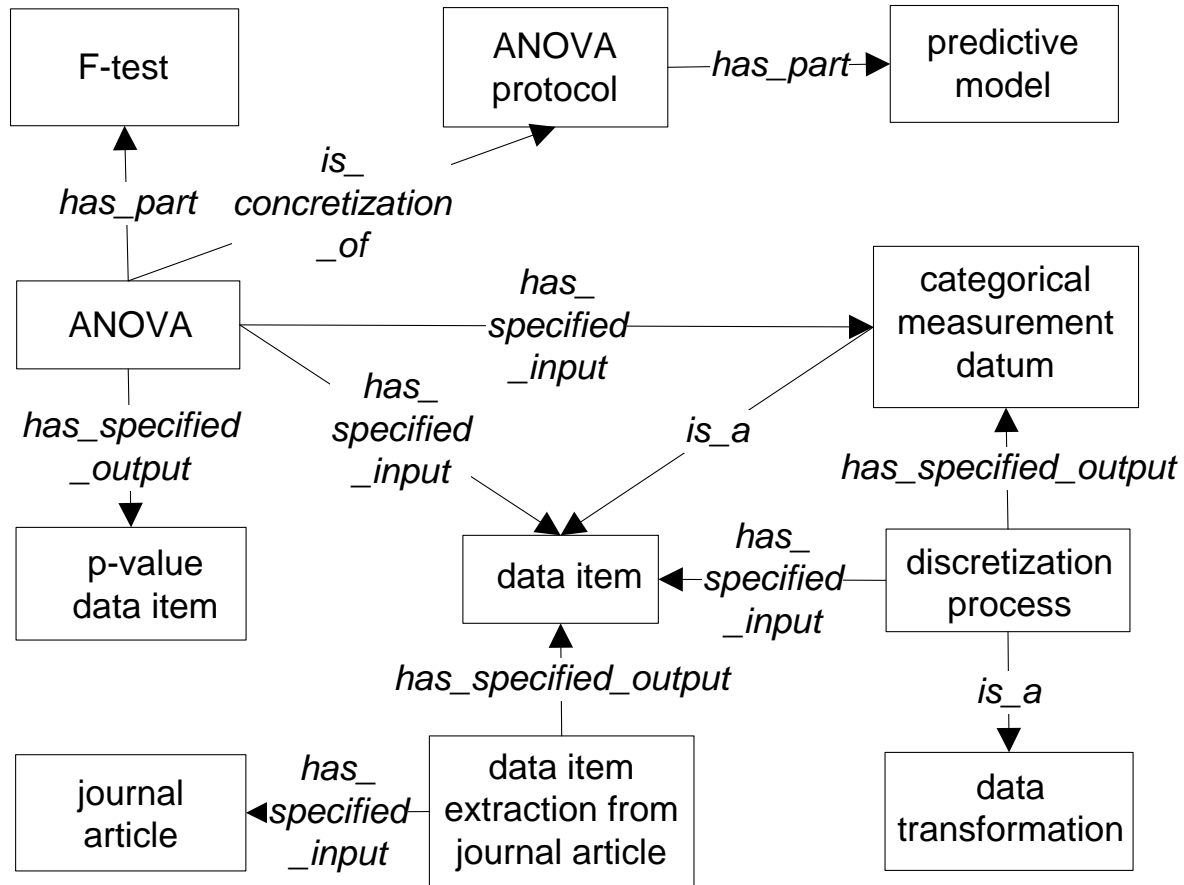 F-test
ANOVA
protocol
has_part
predictive
model
is_
concretization
_of
has_part
ANOVA
has_
specified
_input
categorical
measurement
datum
has_
specified
_input
is_a
has_specified
_output
has_specified_output
p-value
data item
data item
has_
specified
_input
discretization
process
has_specified_output
is_a
journal
article
has_
specified
_input
data item
extraction from
journal article
data
transformation